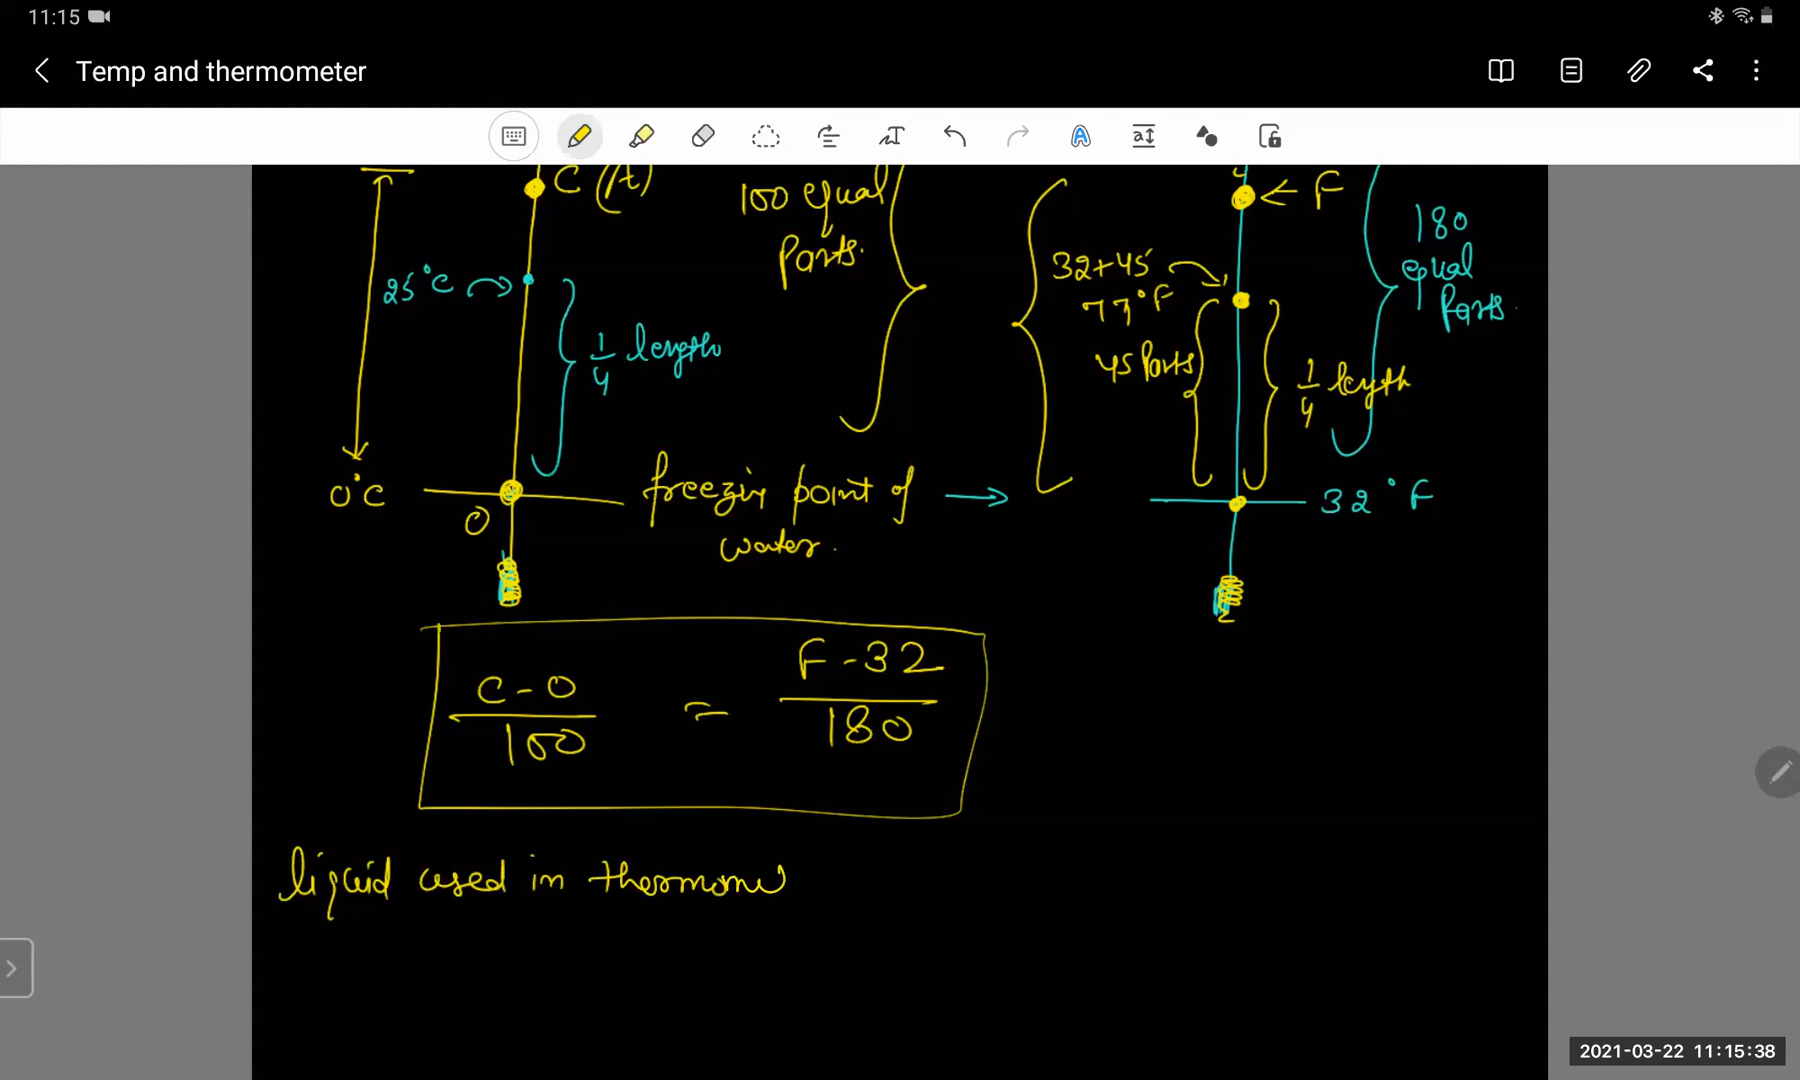 11:15
Temp and thermometer
C (t)
100 equal
parts.
25°C
1/4 length
0°C
0
freezing point of
water.
F
180
equal
parts.
32+45
77°F
45 parts
1/4 length
32°F
C-0/100 = F-32/180
liquid used in thermome
2021-03-22 11:15:38